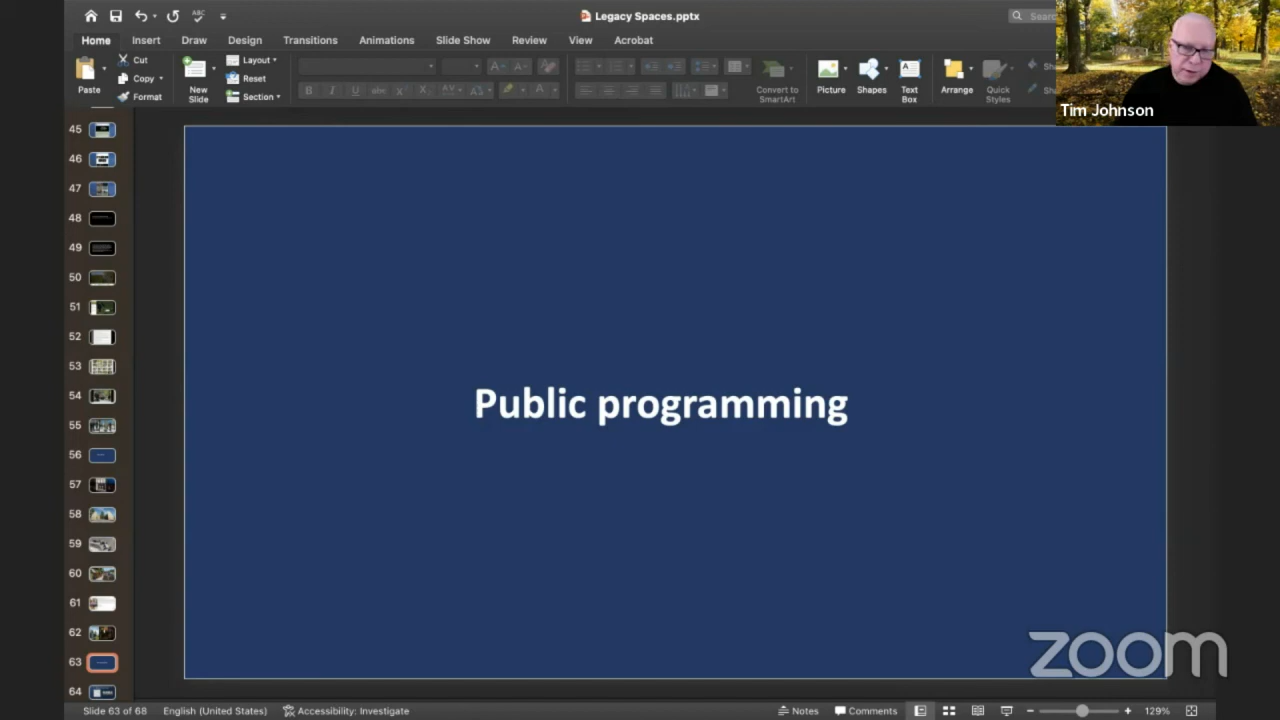 Legacy Spaces.pptx
Home Insert Draw Design Transitions Animations Slide Show Review View Acrobat
Paste
Cut
Copy
Format
New
Slide
Layout
Reset
Section
Convert to
SmartArt
Picture
Shapes
Text
Box
Arrange
Quick
Styles
Tim Johnson
45
46
47
48
49
50
51
52
53
54
55
56
57
58
59
60
61
62
63
64
Public programming
zoom
Slide 63 of 68 English (United States) Accessibility: Investigate Notes Comments 129%